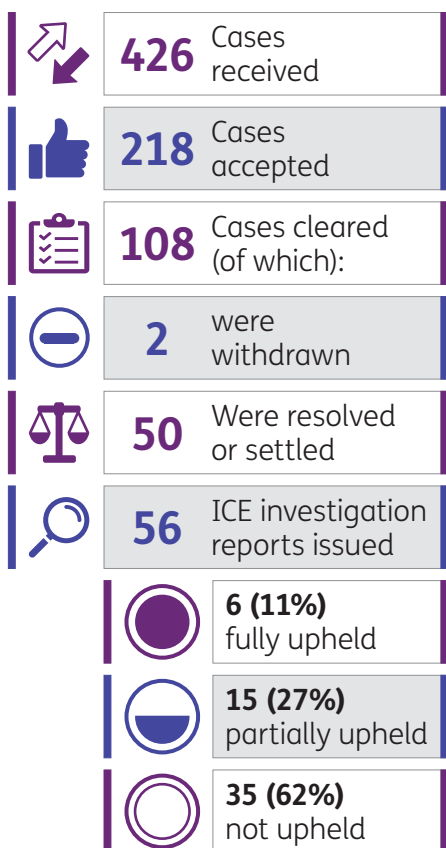 426 Cases
received
218 Cases
accepted
108 Cases cleared
(of which):
2 were
withdrawn
50 Were resolved
or settled
56 ICE investigation
reports issued
6 (11%)
fully upheld
15 (27%)
partially upheld
35 (62%)
not upheld